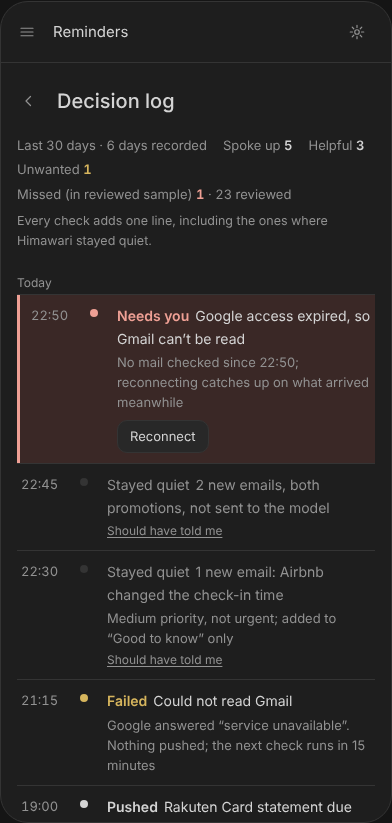 Reminders
Decision log
Last 30 days · 6 days recorded Spoke up 5 Helpful 3
Unwanted 1
Missed (in reviewed sample) 1 · 23 reviewed
Every check adds one line, including the ones where
Himawari stayed quiet.
Today
22:50 Needs you Google access expired, so
Gmail can’t be read
No mail checked since 22:50;
reconnecting catches up on what arrived
meanwhile
Reconnect
22:45 Stayed quiet 2 new emails, both
promotions, not sent to the model
Should have told me
22:30 Stayed quiet 1 new email: Airbnb
changed the check-in time
Medium priority, not urgent; added to
“Good to know” only
Should have told me
21:15 Failed Could not read Gmail
Google answered “service unavailable”.
Nothing pushed; the next check runs in 15
minutes
19:00 Pushed Rakuten Card statement due